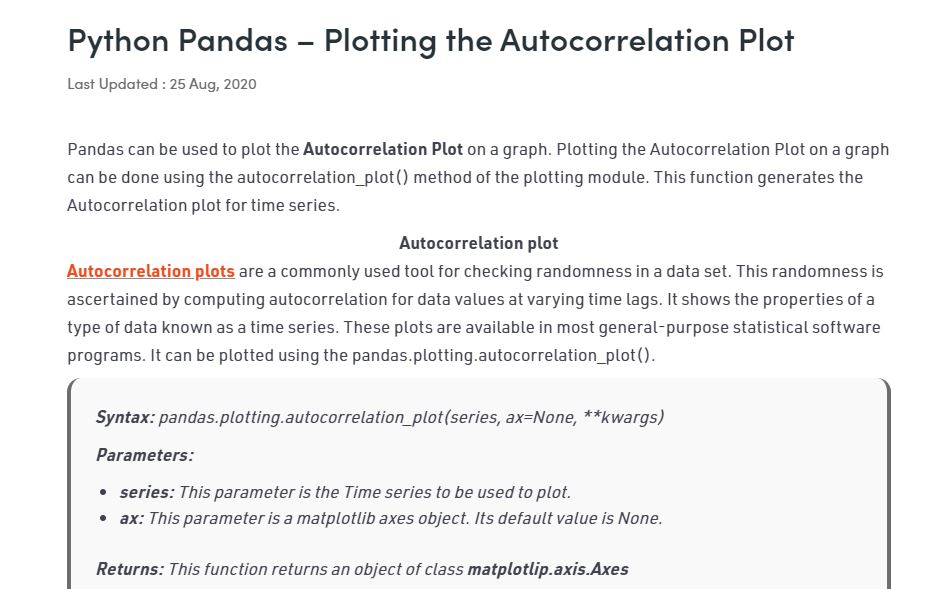 Python Pandas – Plotting the Autocorrelation Plot
Last Updated : 25 Aug, 2020
Pandas can be used to plot the Autocorrelation Plot on a graph. Plotting the Autocorrelation Plot on a graph
can be done using the autocorrelation_plot() method of the plotting module. This function generates the
Autocorrelation plot for time series.
Autocorrelation plot
Autocorrelation plots are a commonly used tool for checking randomness in a data set. This randomness is
ascertained by computing autocorrelation for data values at varying time lags. It shows the properties of a
type of data known as a time series. These plots are available in most general-purpose statistical software
programs. It can be plotted using the pandas.plotting.autocorrelation_plot().
Syntax: pandas.plotting.autocorrelation_plot(series, ax=None, **kwargs)
Parameters:
• series: This parameter is the Time series to be used to plot.
• ax: This parameter is a matplotlib axes object. Its default value is None.
Returns: This function returns an object of class matplotlip.axis.Axes